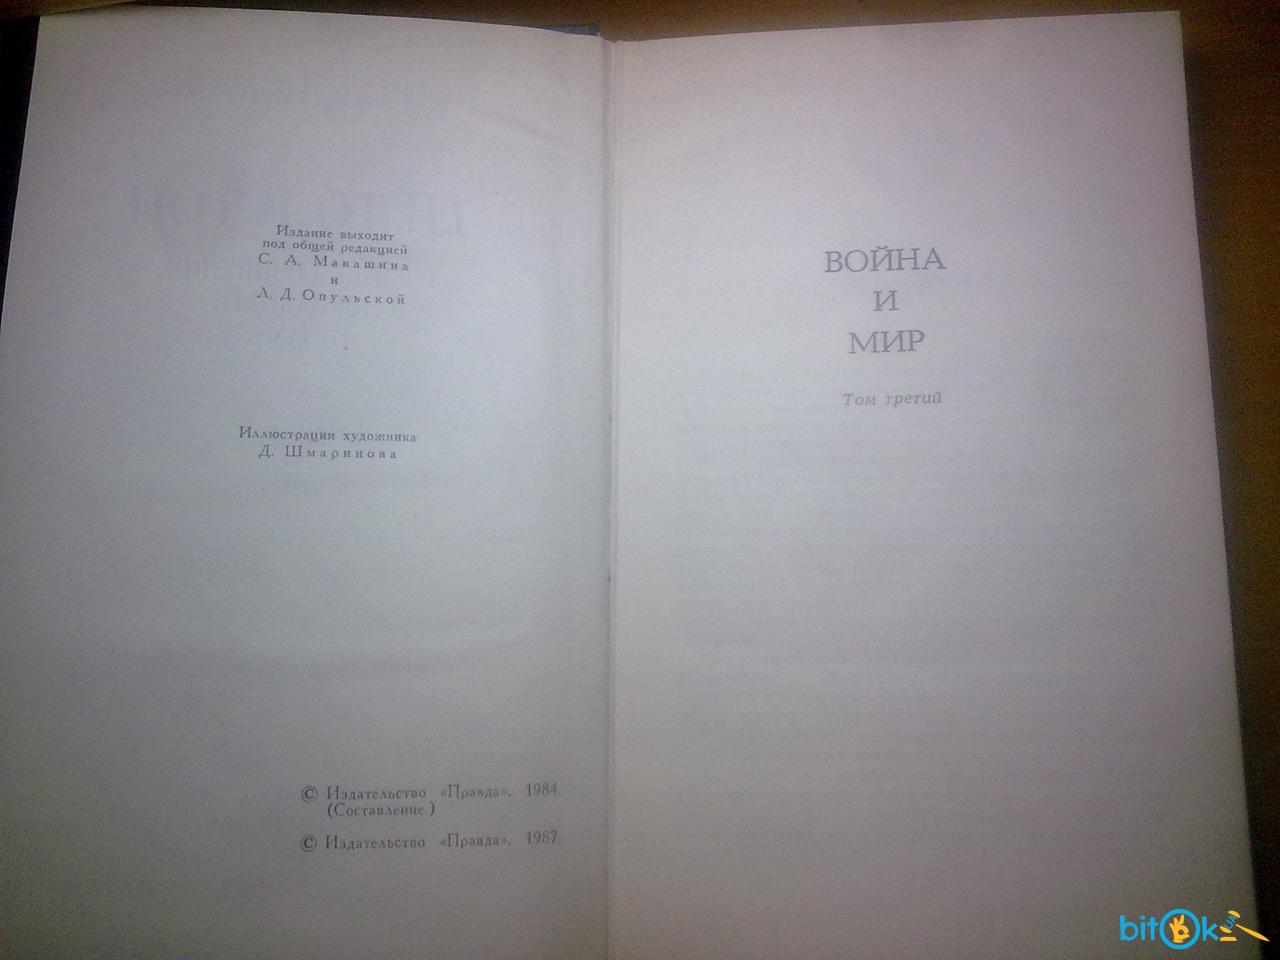 Издание выходит
под общей редакцией
С. А. Макашина
и
Л. Д. Опульской
Иллюстрации художника
Д. Шмаринова
© Издательство «Правда». 1984.
(Составление.)
© Издательство «Правда». 1987.
ВОЙНА
И
МИР
Том третий
bitOk UA